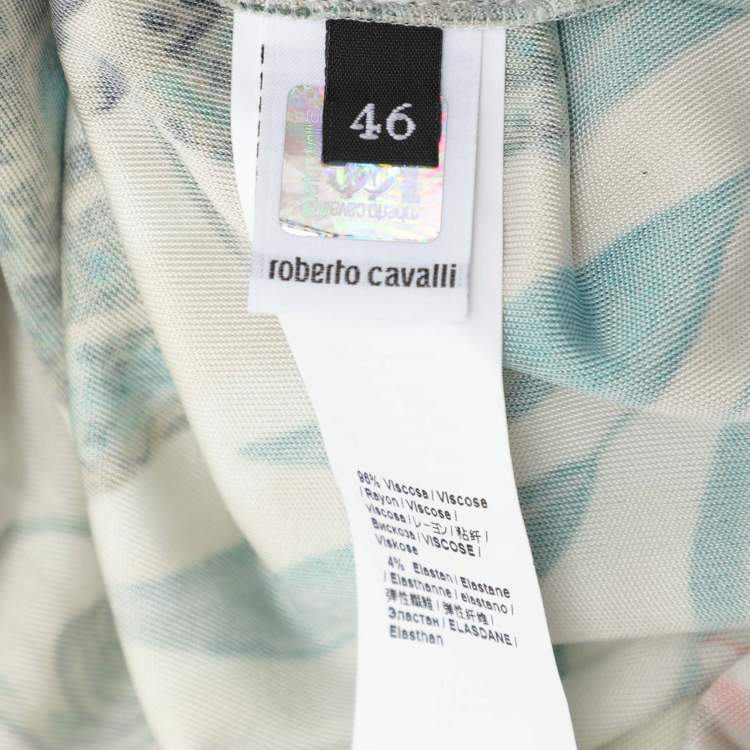 46
roberto cavalli
96% Viscosa / Viscose
/ Rayon / Viscose /
viscosa / レーヨン / 粘纤 /
Вискоза / VISCOSE /
Viskose
4% Elastan / Elastane
/ Elasthanne / elastano /
弹性纖維 / 弹性纤维 /
Эластан / ELASDANE /
Elasthan